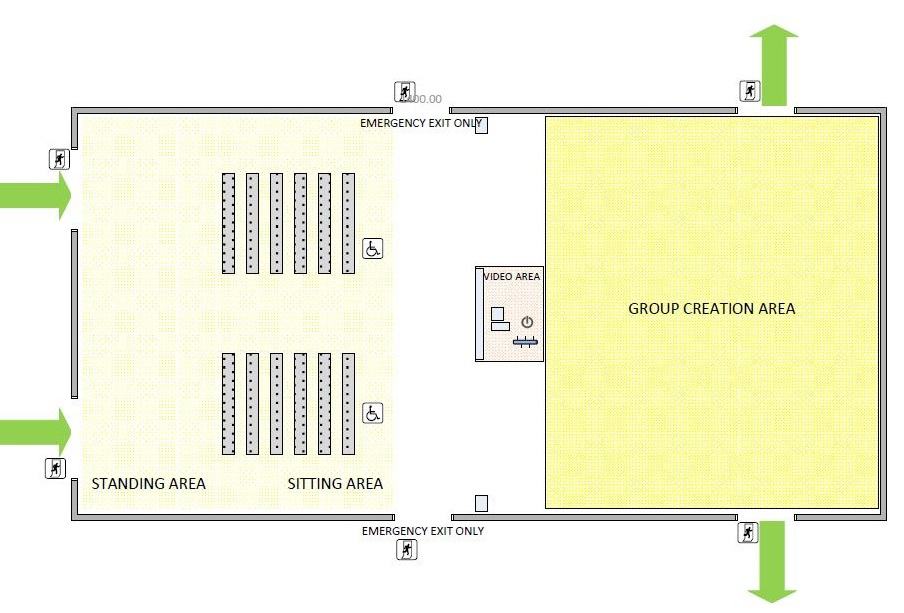 EMERGENCY EXIT ONLY
VIDEO AREA
GROUP CREATION AREA
STANDING AREA
SITTING AREA
EMERGENCY EXIT ONLY